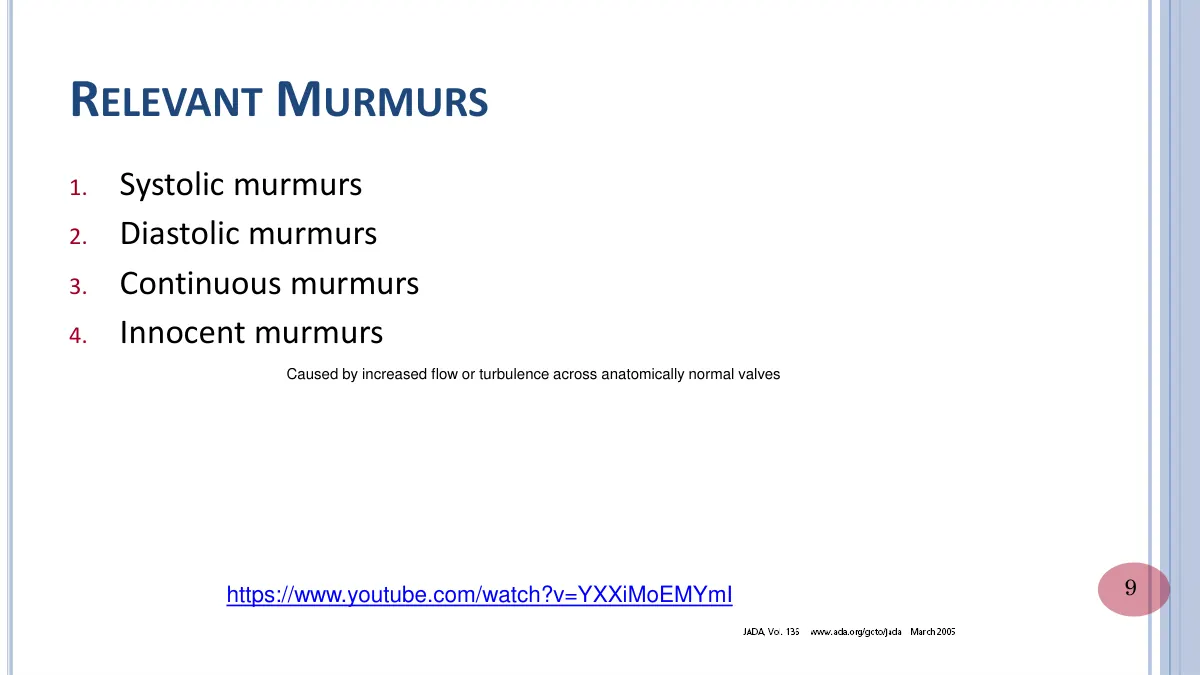 RELEVANT MURMURS
1. Systolic murmurs
2. Diastolic murmurs
3. Continuous murmurs
4. Innocent murmurs
Caused by increased flow or turbulence across anatomically normal valves
https://www.youtube.com/watch?v=YXXiMoEMYmI
9
JADA, Vol. 136 www.ada.org/goto/jada March 2005